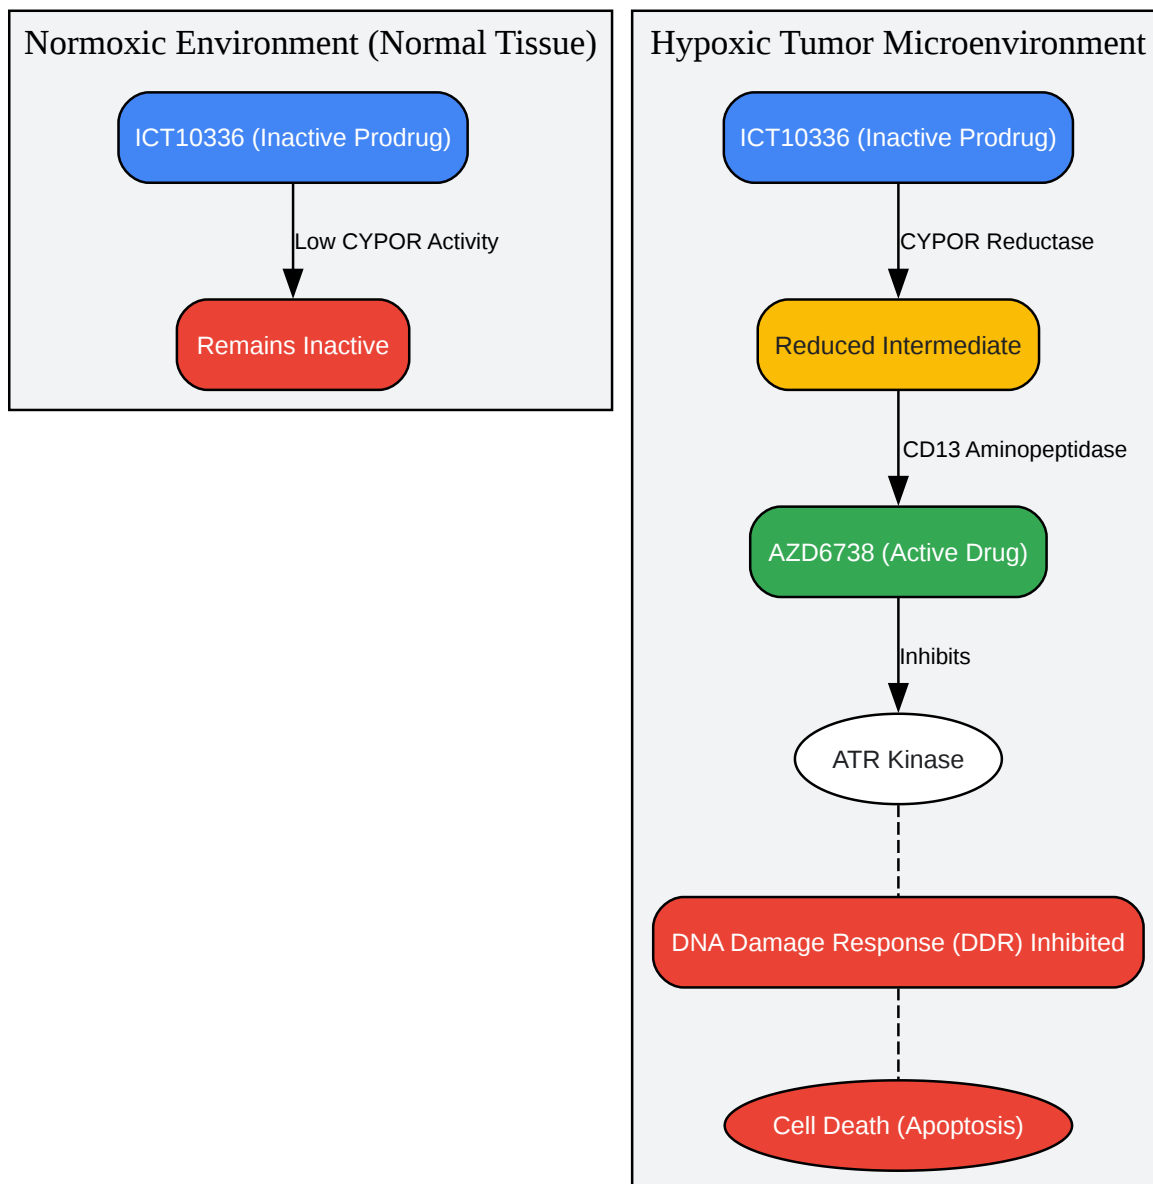 Normoxic Environment (Normal Tissue)
ICT10336 (Inactive Prodrug)
Low CYPOR Activity
Remains Inactive
Hypoxic Tumor Microenvironment
ICT10336 (Inactive Prodrug)
CYPOR Reductase
Reduced Intermediate
CD13 Aminopeptidase
AZD6738 (Active Drug)
Inhibits
ATR Kinase
DNA Damage Response (DDR) Inhibited
Cell Death (Apoptosis)